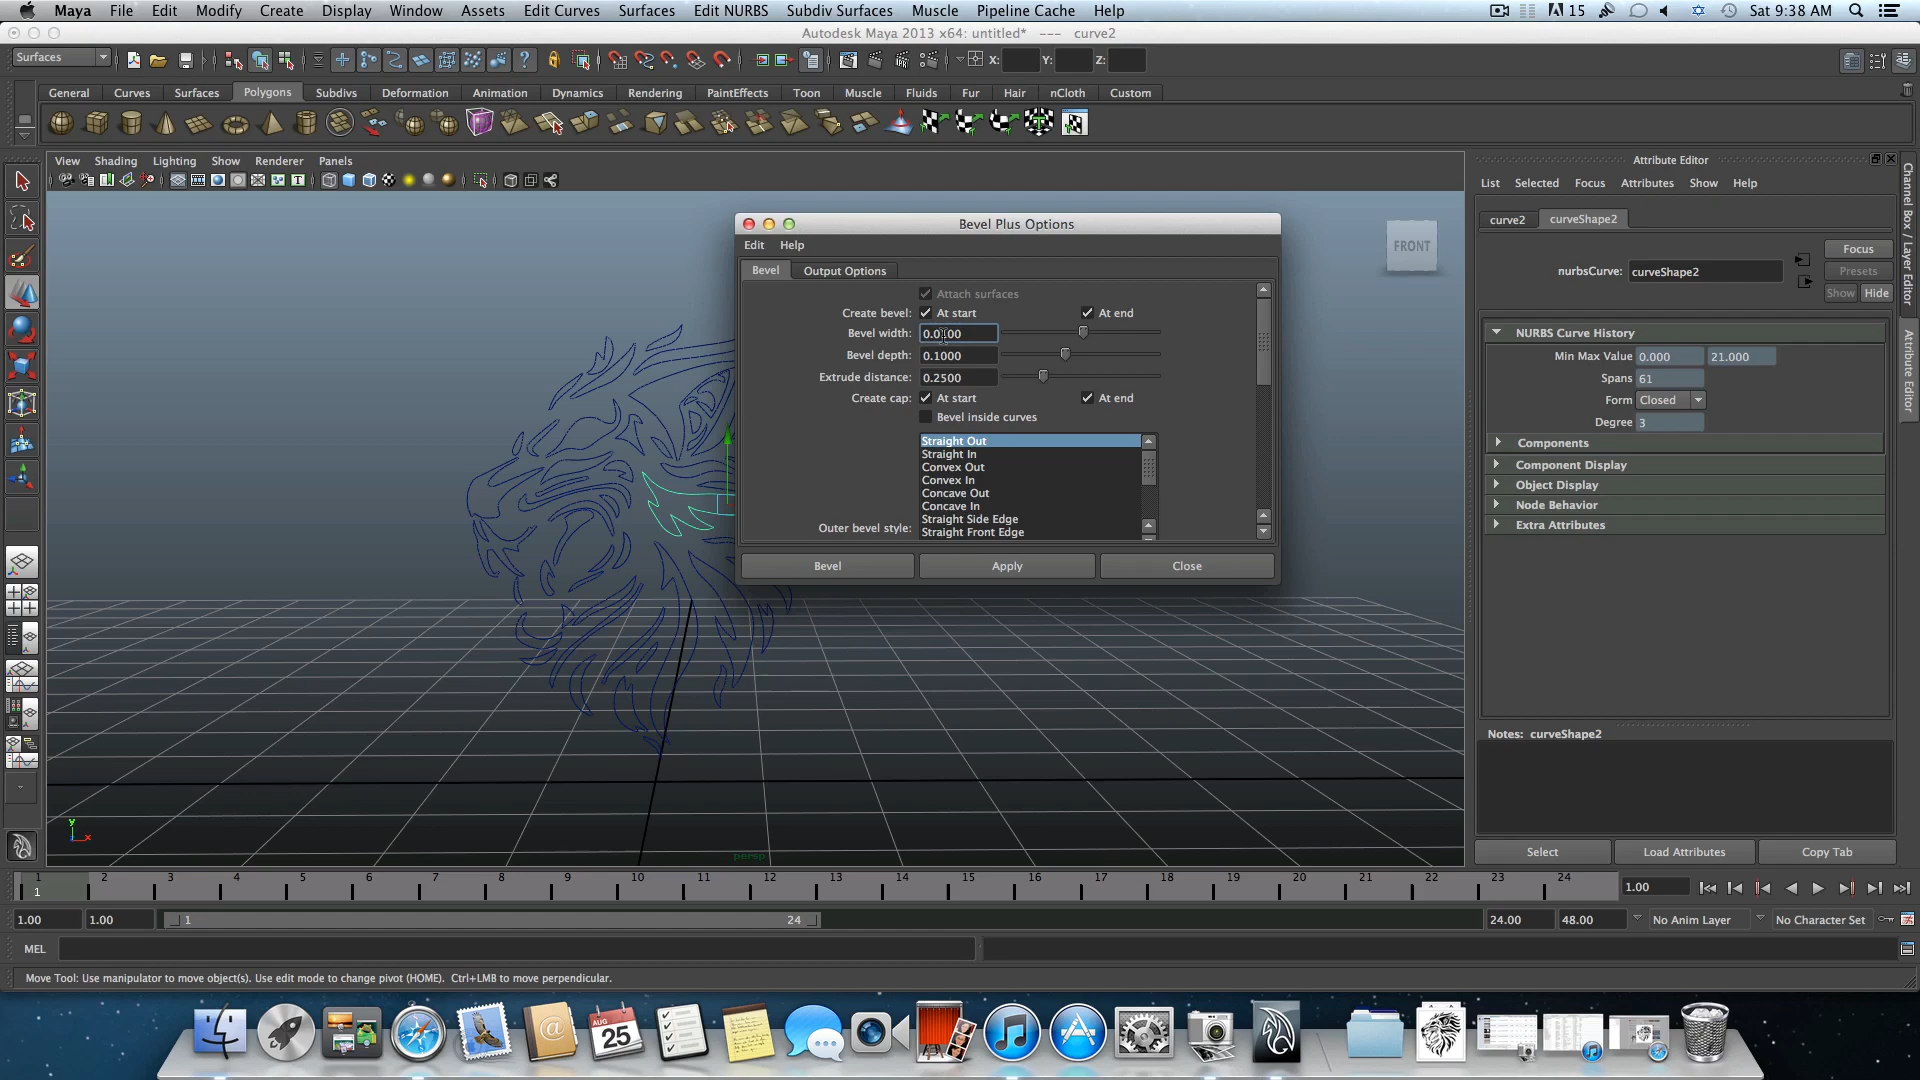 Maya File Edit Modify Create Display Window Assets Edit Curves Surfaces Edit NURBS Subdiv Surfaces Muscle Pipeline Cache Help 15 Sat 9:38 AM
Autodesk Maya 2013 x64: untitled* --- curve2
Surfaces X: Y: Z:
General Curves Surfaces Polygons Subdivs Deformation Animation Dynamics Rendering PaintEffects Toon Muscle Fluids Fur Hair nCloth Custom
View Shading Lighting Show Renderer Panels
FRONT
Bevel Plus Options
Edit Help
Bevel Output Options
Attach surfaces
Create bevel: At start At end
Bevel width:
Bevel depth: 0.1000
Extrude distance: 0.2500
Create cap: At start At end
Bevel inside curves
Straight Out
Straight In
Convex Out
Convex In
Concave Out
Concave In
Straight Side Edge
Outer bevel style: Straight Front Edge
Bevel Apply Close
persp
y
x
Attribute Editor
List Selected Focus Attributes Show Help
curve2 curveShape2
nurbsCurve: curveShape2
Focus
Presets
Show Hide
NURBS Curve History
Min Max Value 0.000 21.000
Spans 61
Form Closed
Degree 3
Components
Component Display
Object Display
Node Behavior
Extra Attributes
Notes: curveShape2
Select Load Attributes Copy Tab
Channel Box / Layer Editor
Attribute Editor
1 2 3 4 5 6 7 8 9 10 11 12 13 14 15 16 17 18 19 20 21 22 23 24
1 1.00
1.00 1.00 1 24 24.00 48.00 No Anim Layer No Character Set
MEL
Move Tool: Use manipulator to move object(s). Use edit mode to change pivot (HOME). Ctrl+LMB to move perpendicular.
AUG
25